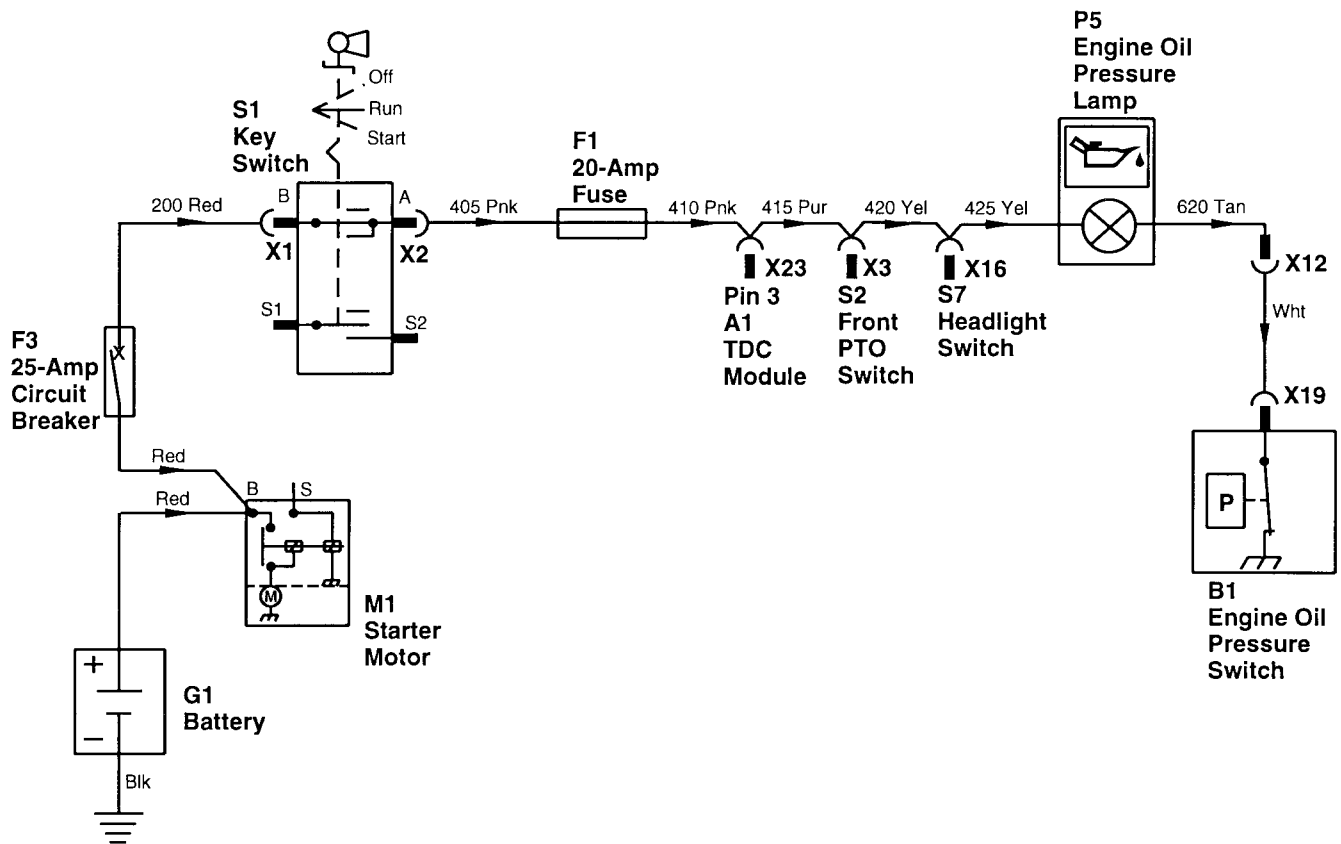 P5
Engine Oil
Pressure
Lamp
Off
Run
Start
S1
Key
Switch
F1
20-Amp
Fuse
200 Red
B
A
405 Pnk
410 Pnk
415 Pur
420 Yel
425 Yel
620 Tan
X1
X2
X23
X3
X16
X12
Pin 3
A1
TDC
Module
S2
Front
PTO
Switch
S7
Headlight
Switch
S1
S2
Wht
F3
25-Amp
Circuit
Breaker
X
X19
Red
Red
B
S
P
M
M1
Starter
Motor
B1
Engine Oil
Pressure
Switch
+
G1
Battery
–
Blk